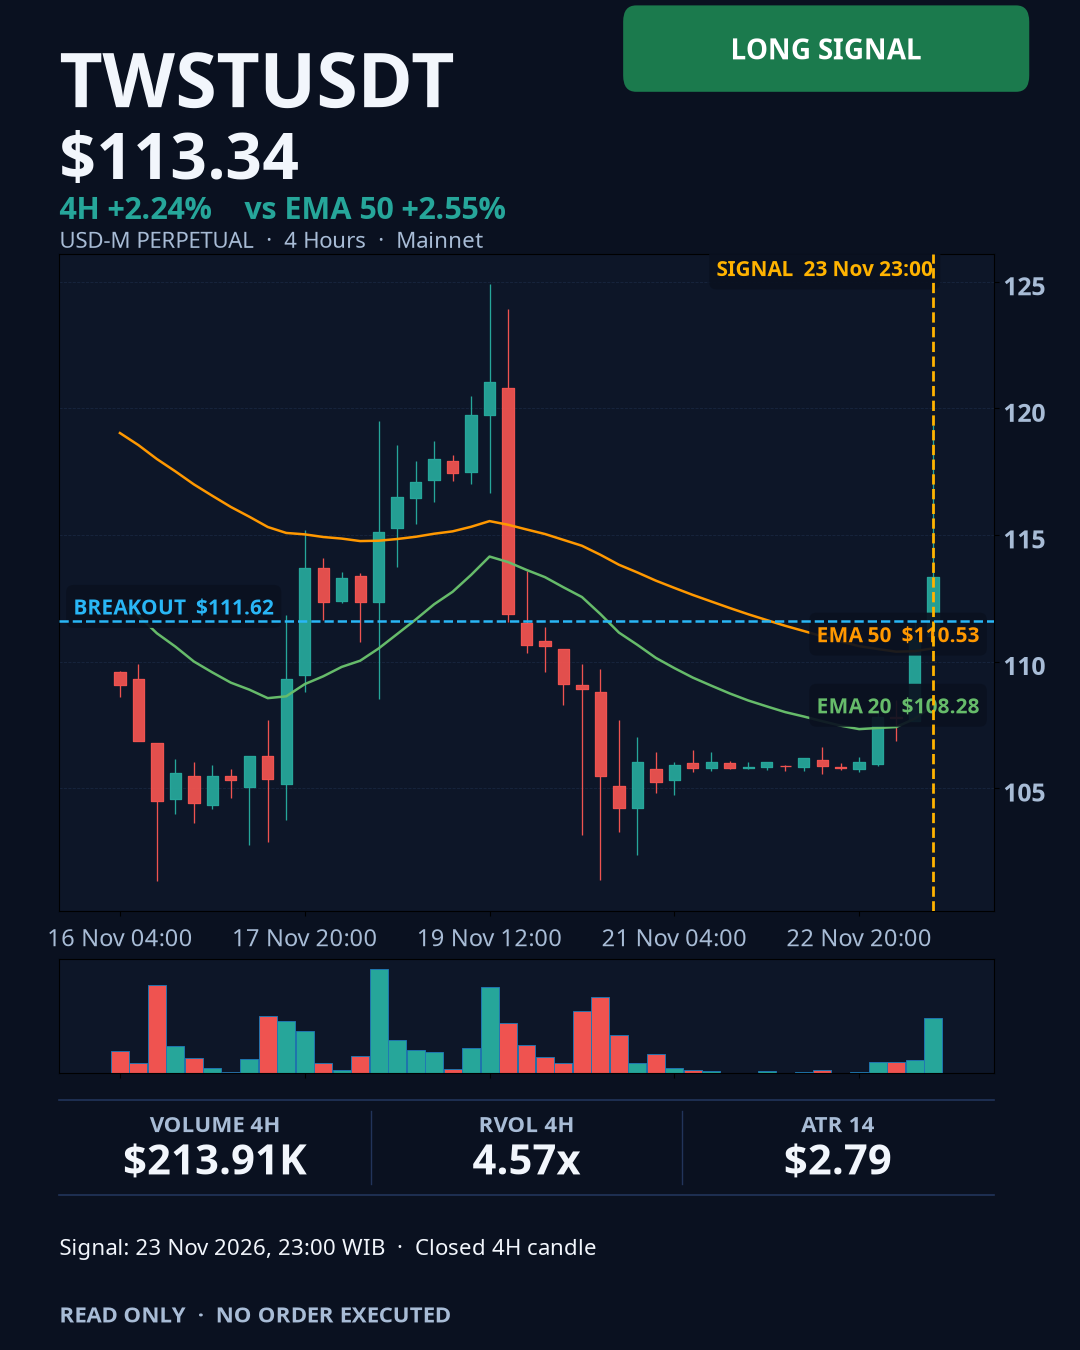 LONG SIGNAL
TWSTUSDT
$113.34
4H +2.24% vs EMA 50 +2.55%
USD-M PERPETUAL · 4 Hours · Mainnet
SIGNAL 23 Nov 23:00
125
120
115
BREAKOUT $111.62
EMA 50 $110.53
110
EMA 20 $108.28
105
16 Nov 04:00 17 Nov 20:00 19 Nov 12:00 21 Nov 04:00 22 Nov 20:00
VOLUME 4H RVOL 4H ATR 14
$213.91K 4.57x $2.79
Signal: 23 Nov 2026, 23:00 WIB · Closed 4H candle
READ ONLY · NO ORDER EXECUTED